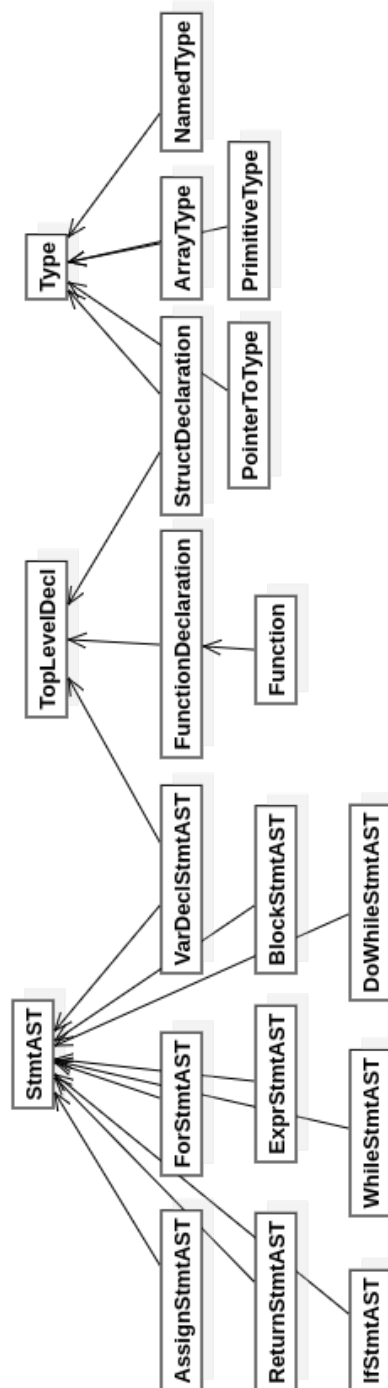 StmtAST
TopLevelDecl
Type
AssignStmtAST
ForStmtAST
VarDeclStmtAST
FunctionDeclaration
StructDeclaration
ArrayType
NamedType
ReturnStmtAST
ExprStmtAST
BlockStmtAST
Function
PointerToType
PrimitiveType
IfStmtAST
WhileStmtAST
DoWhileStmtAST